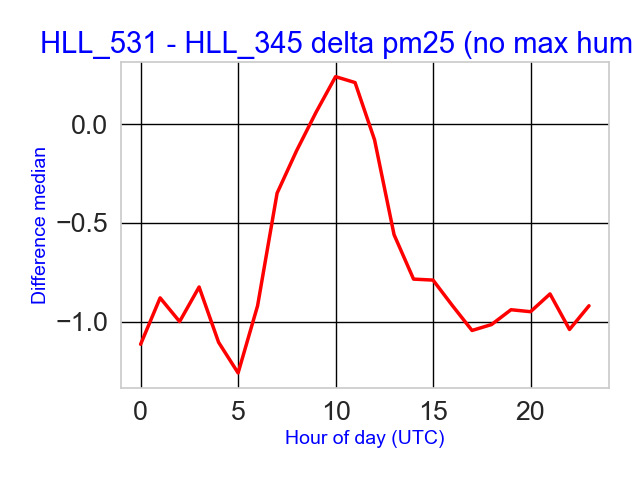 HLL_531 - HLL_345 delta pm25 (no max hum
Difference median
0.0
−0.5
−1.0
0 5 10 15 20
Hour of day (UTC)